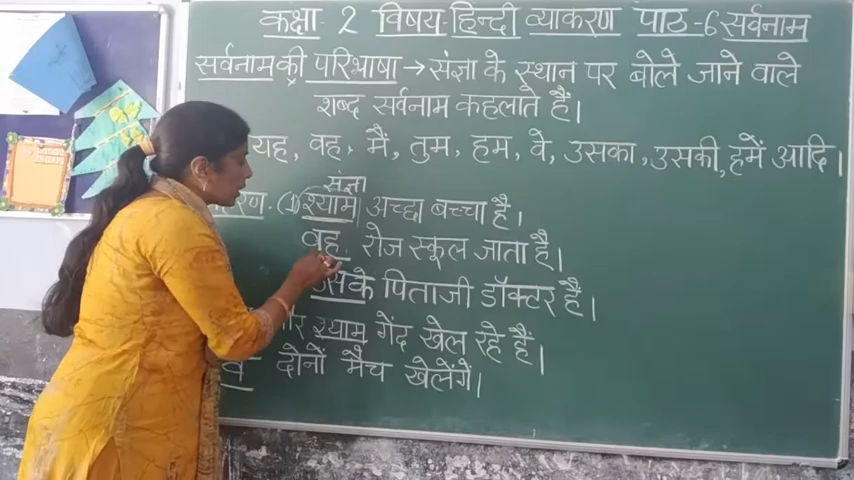 कक्षा - 2 विषय-हिन्दी व्याकरण पाठ-6 सर्वनाम
सर्वनाम की परिभाषा → संज्ञा के स्थान पर बोले जाने वाले
शब्द सर्वनाम कहलाते हैं।
यह, वह, मैं, तुम, हम, वे, उसका, उसकी, हमें आदि।
संज्ञा
(1) श्याम अच्छा बच्चा है।
वह रोज स्कूल जाता है।
उसके पिताजी डॉक्टर है।
श्याम गेंद खेल रहे हैं।
वे दोनों मैच खेलेंगें।